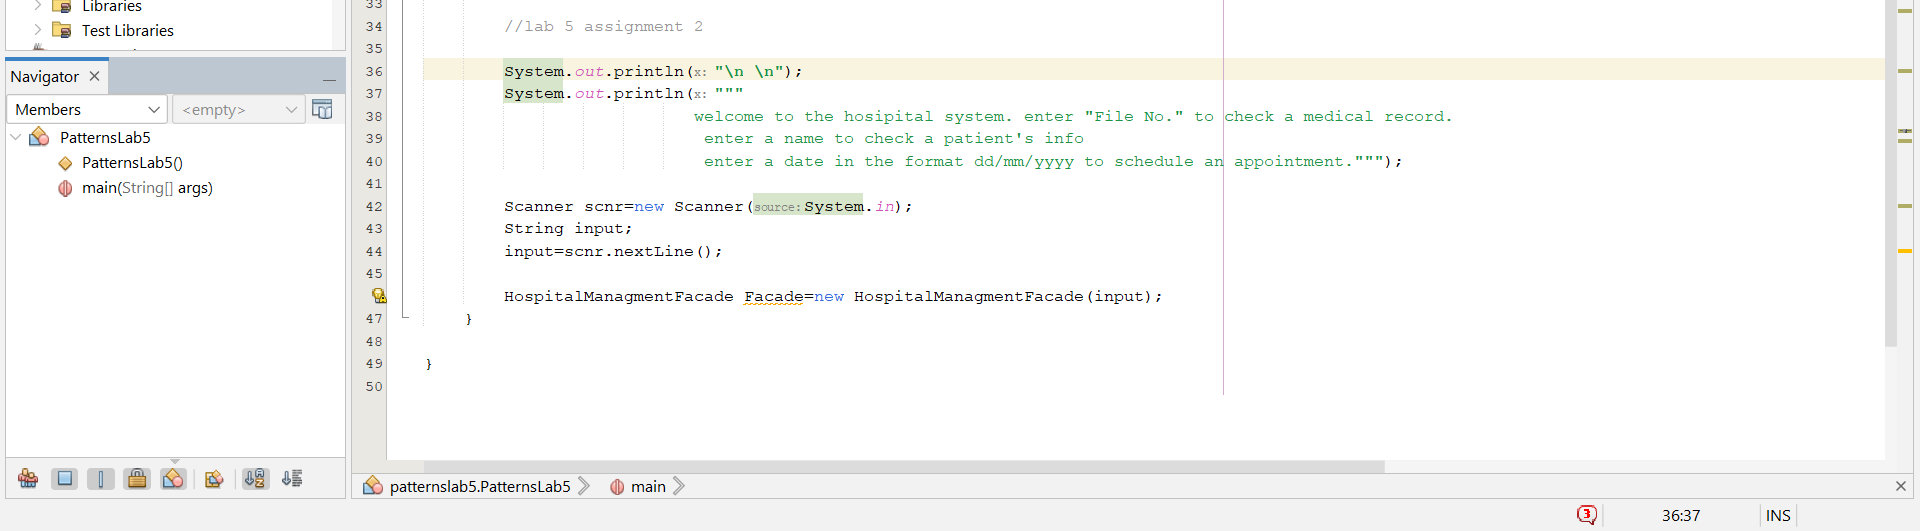 Libraries
Test Libraries
Navigator
Members
<empty>
PatternsLab5
PatternsLab5()
main(String[] args)
33
34 //lab 5 assignment 2
35
36 System.out.println(x: "\n \n");
37 System.out.println(x: """
38 welcome to the hosipital system. enter "File No." to check a medical record.
39 enter a name to check a patient's info
40 enter a date in the format dd/mm/yyyy to schedule an appointment.""");
41
42 Scanner scnr=new Scanner(source: System.in);
43 String input;
44 input=scnr.nextLine();
45
HospitalManagmentFacade Facade=new HospitalManagmentFacade(input);
47 }
48
49 }
50
patternslab5.PatternsLab5 main
3 36:37 INS